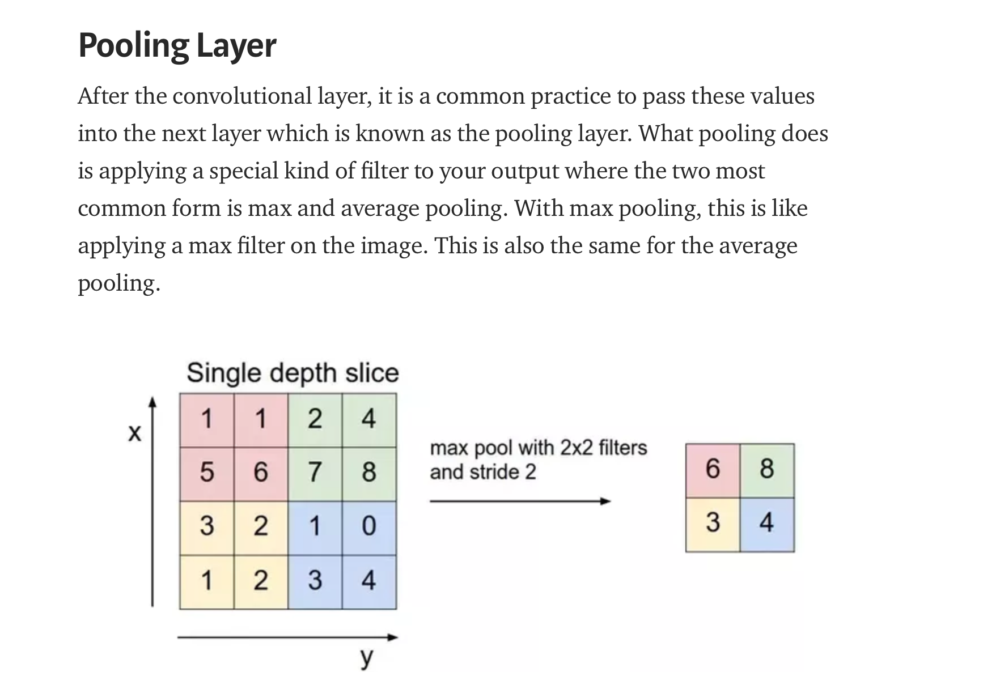 Pooling Layer
After the convolutional layer, it is a common practice to pass these values
into the next layer which is known as the pooling layer. What pooling does
is applying a special kind of filter to your output where the two most
common form is max and average pooling. With max pooling, this is like
applying a max filter on the image. This is also the same for the average
pooling.
Single depth slice
x
1 1 2 4
5 6 7 8
3 2 1 0
1 2 3 4
y
max pool with 2x2 filters
and stride 2
6 8
3 4